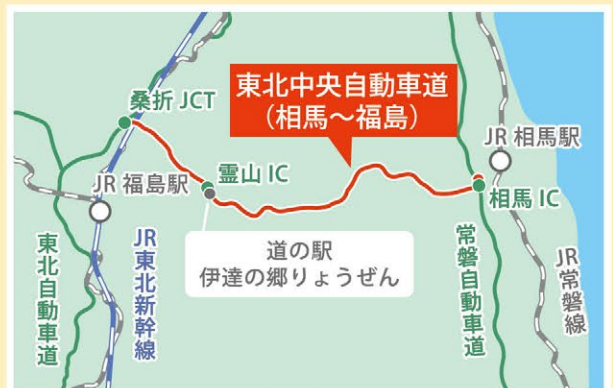 東北中央自動車道
（相馬〜福島）
桑折 JCT
JR 相馬駅
霊山 IC
JR 福島駅
相馬 IC
道の駅
伊達の郷りょうぜん
東北自動車道
JR東北新幹線
常磐自動車道
JR常磐線